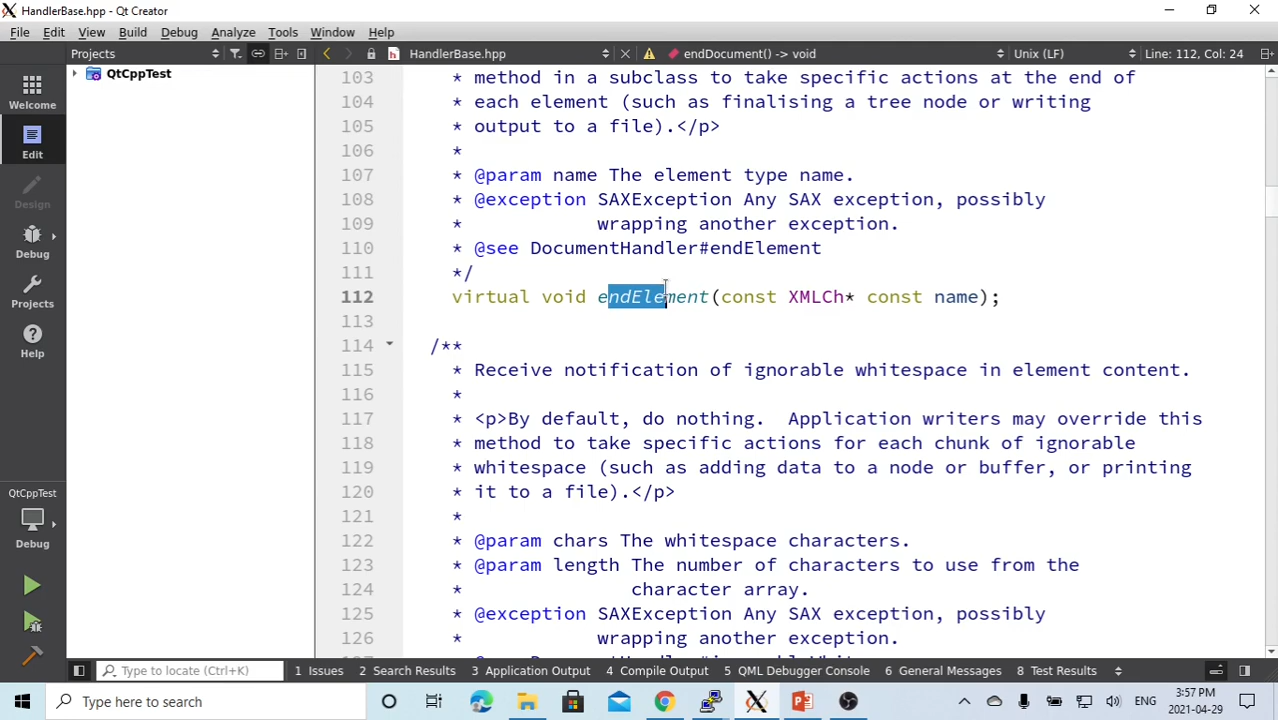 HandlerBase.hpp - Qt Creator
File Edit View Build Debug Analyze Tools Window Help
Projects
HandlerBase.hpp
endDocument() -> void
Unix (LF)
Line: 112, Col: 24
QtCppTest
Welcome
Edit
Design
Debug
Projects
Help
QtCppTest
Debug
103 * method in a subclass to take specific actions at the end of
104 * each element (such as finalising a tree node or writing
105 * output to a file).</p>
106 *
107 * @param name The element type name.
108 * @exception SAXException Any SAX exception, possibly
109 * wrapping another exception.
110 * @see DocumentHandler#endElement
111 */
112 virtual void endElement(const XMLCh* const name);
113
114 /**
115 * Receive notification of ignorable whitespace in element content.
116 *
117 * <p>By default, do nothing. Application writers may override this
118 * method to take specific actions for each chunk of ignorable
119 * whitespace (such as adding data to a node or buffer, or printing
120 * it to a file).</p>
121 *
122 * @param chars The whitespace characters.
123 * @param length The number of characters to use from the
124 * character array.
125 * @exception SAXException Any SAX exception, possibly
126 * wrapping another exception.
Type to locate (Ctrl+K)
1 Issues 2 Search Results 3 Application Output 4 Compile Output 5 QML Debugger Console 6 General Messages 8 Test Results
Type here to search
ENG
3:57 PM
2021-04-29